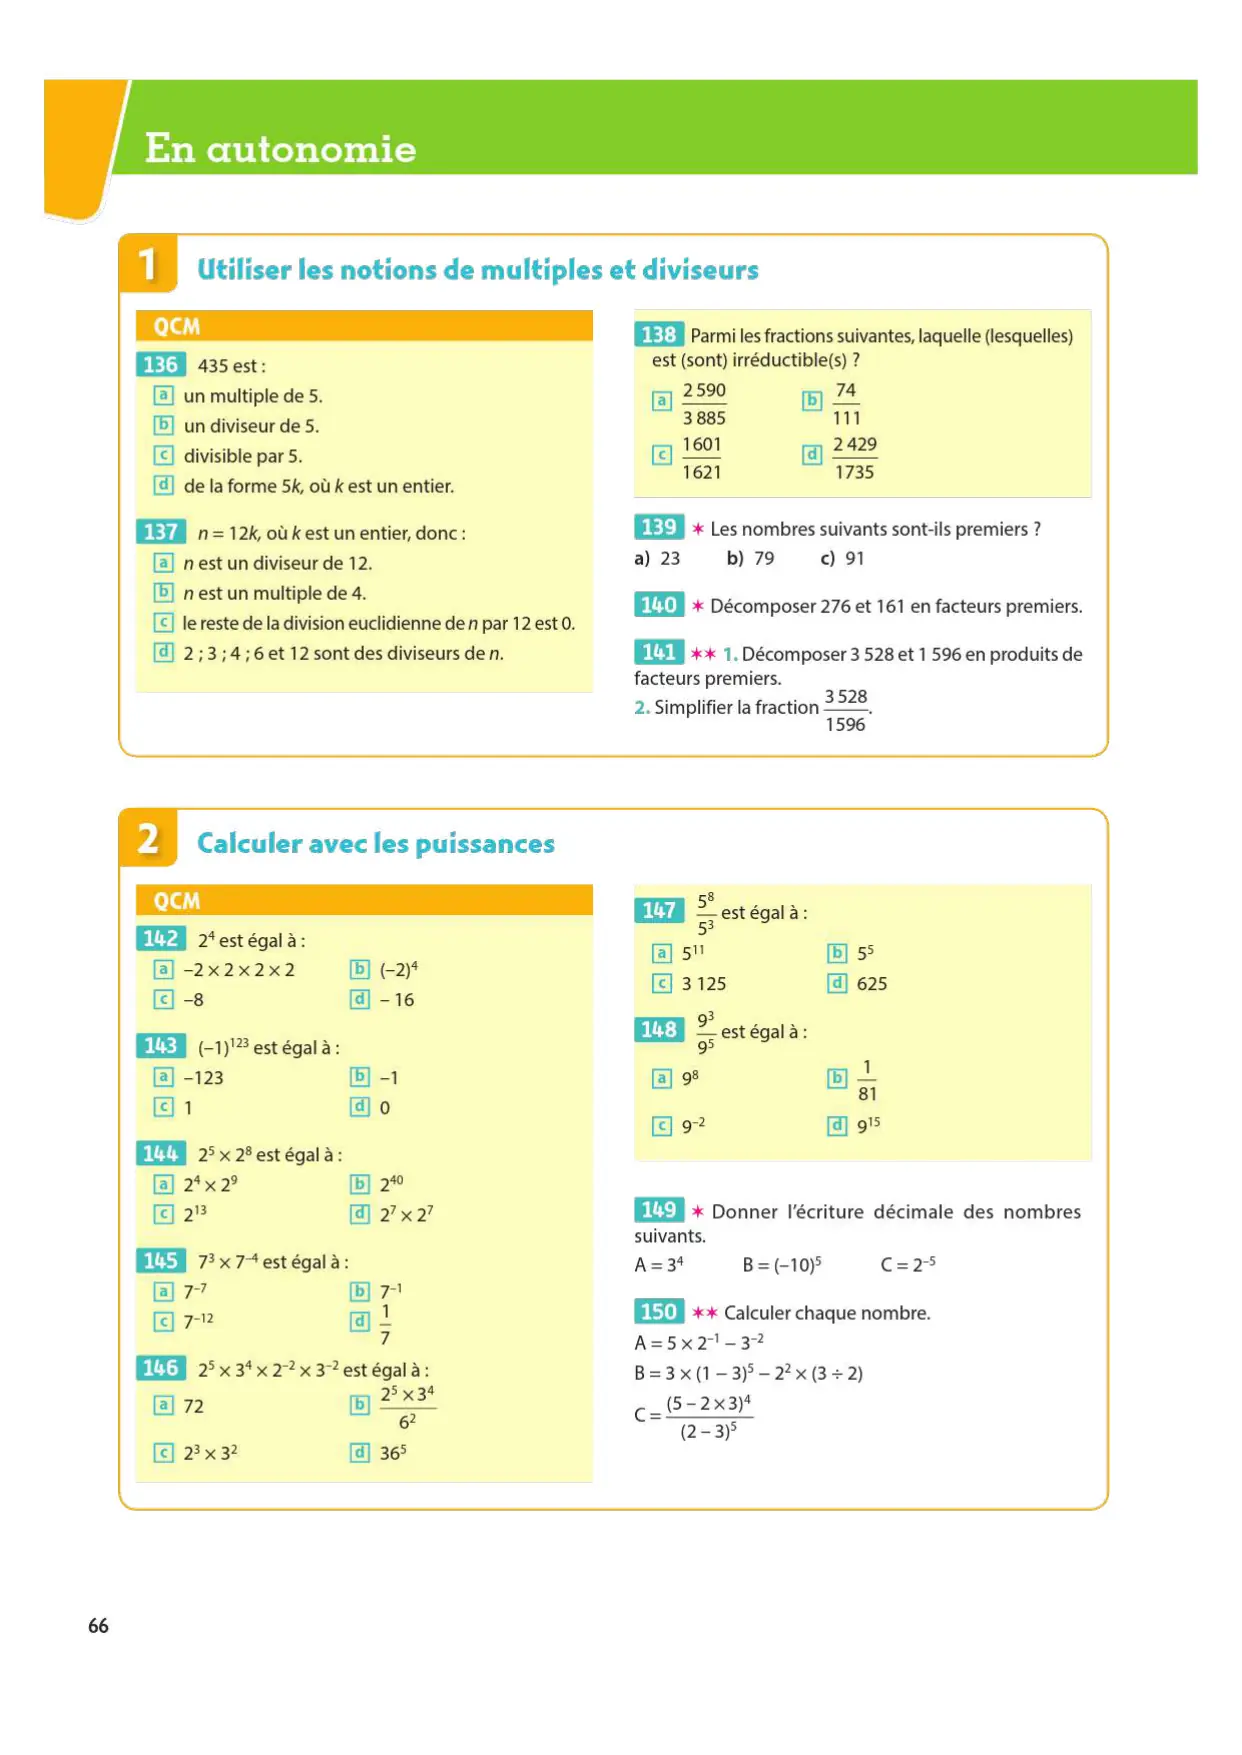 En autonomie
1 Utiliser les notions de multiples et diviseurs
QCM
136 435 est :
a un multiple de 5.
b un diviseur de 5.
c divisible par 5.
d de la forme 5k, où k est un entier.
137 n = 12k, où k est un entier, donc :
a n est un diviseur de 12.
b n est un multiple de 4.
c le reste de la division euclidienne de n par 12 est 0.
d 2 ; 3 ; 4 ; 6 et 12 sont des diviseurs de n.
138 Parmi les fractions suivantes, laquelle (lesquelles)
est (sont) irréductible(s) ?
a 2 590/3 885 b 74/111
c 1601/1621 d 2 429/1735
139 ✶ Les nombres suivants sont-ils premiers ?
a) 23 b) 79 c) 91
140 ✶ Décomposer 276 et 161 en facteurs premiers.
141 ✶✶ 1. Décomposer 3 528 et 1 596 en produits de
facteurs premiers.
2. Simplifier la fraction 3 528/1596.
2 Calculer avec les puissances
QCM
142 2⁴ est égal à :
a –2 × 2 × 2 × 2 b (–2)⁴
c –8 d – 16
143 (–1)¹²³ est égal à :
a –123 b –1
c 1 d 0
144 2⁵ × 2⁸ est égal à :
a 2⁴ × 2⁹ b 2⁴⁰
c 2¹³ d 2⁷ × 2⁷
145 7³ × 7⁻⁴ est égal à :
a 7⁻⁷ b 7⁻¹
c 7⁻¹² d 1/7
146 2⁵ × 3⁴ × 2⁻² × 3⁻² est égal à :
a 72 b 2⁵ × 3⁴/6²
c 2³ × 3² d 36⁵
147 5⁸/5³ est égal à :
a 5¹¹ b 5⁵
c 3 125 d 625
148 9³/9⁵ est égal à :
a 9⁸ b 1/81
c 9⁻² d 9¹⁵
149 ✶ Donner l’écriture décimale des nombres
suivants.
A = 3⁴ B = (–10)⁵ C = 2⁻⁵
150 ✶✶ Calculer chaque nombre.
A = 5 × 2⁻¹ – 3⁻²
B = 3 × (1 – 3)⁵ – 2² × (3 ÷ 2)
C = (5 – 2 × 3)⁴/(2 – 3)⁵
66